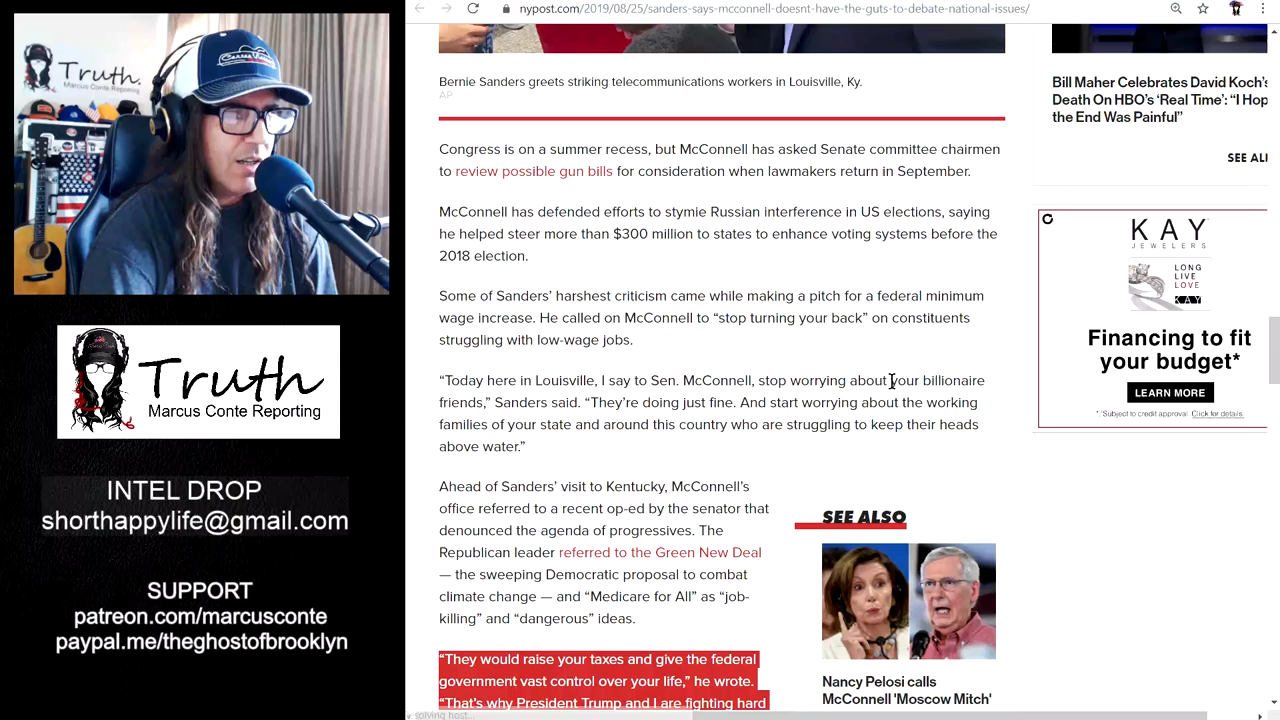 Truth.
Marcus Conte Reporting
Truth
Marcus Conte Reporting
INTEL DROP
shorthappylife@gmail.com
SUPPORT
patreon.com/marcusconte
paypal.me/theghostofbrooklyn
nypost.com/2019/08/25/sanders-says-mcconnell-doesnt-have-the-guts-to-debate-national-issues/
Bernie Sanders greets striking telecommunications workers in Louisville, Ky.
AP
Congress is on a summer recess, but McConnell has asked Senate committee chairmen
to review possible gun bills for consideration when lawmakers return in September.
McConnell has defended efforts to stymie Russian interference in US elections, saying
he helped steer more than $300 million to states to enhance voting systems before the
2018 election.
Some of Sanders’ harshest criticism came while making a pitch for a federal minimum
wage increase. He called on McConnell to “stop turning your back” on constituents
struggling with low-wage jobs.
“Today here in Louisville, I say to Sen. McConnell, stop worrying about your billionaire
friends,” Sanders said. “They’re doing just fine. And start worrying about the working
families of your state and around this country who are struggling to keep their heads
above water.”
Ahead of Sanders’ visit to Kentucky, McConnell’s
office referred to a recent op-ed by the senator that
denounced the agenda of progressives. The
Republican leader referred to the Green New Deal
— the sweeping Democratic proposal to combat
climate change — and “Medicare for All” as “job-
killing” and “dangerous” ideas.
“They would raise your taxes and give the federal
government vast control over your life,” he wrote.
“That’s why President Trump and I are fighting hard
SEE ALSO
Nancy Pelosi calls
McConnell 'Moscow Mitch'
Bill Maher Celebrates David Koch’s
Death On HBO’s ‘Real Time’: “I Hop
the End Was Painful”
SEE AL
KAY
JEWELERS
LONG
LIVE
LOVE
KAY
Financing to fit
your budget*
LEARN MORE
*Subject to credit approval Click for details.
solving host...